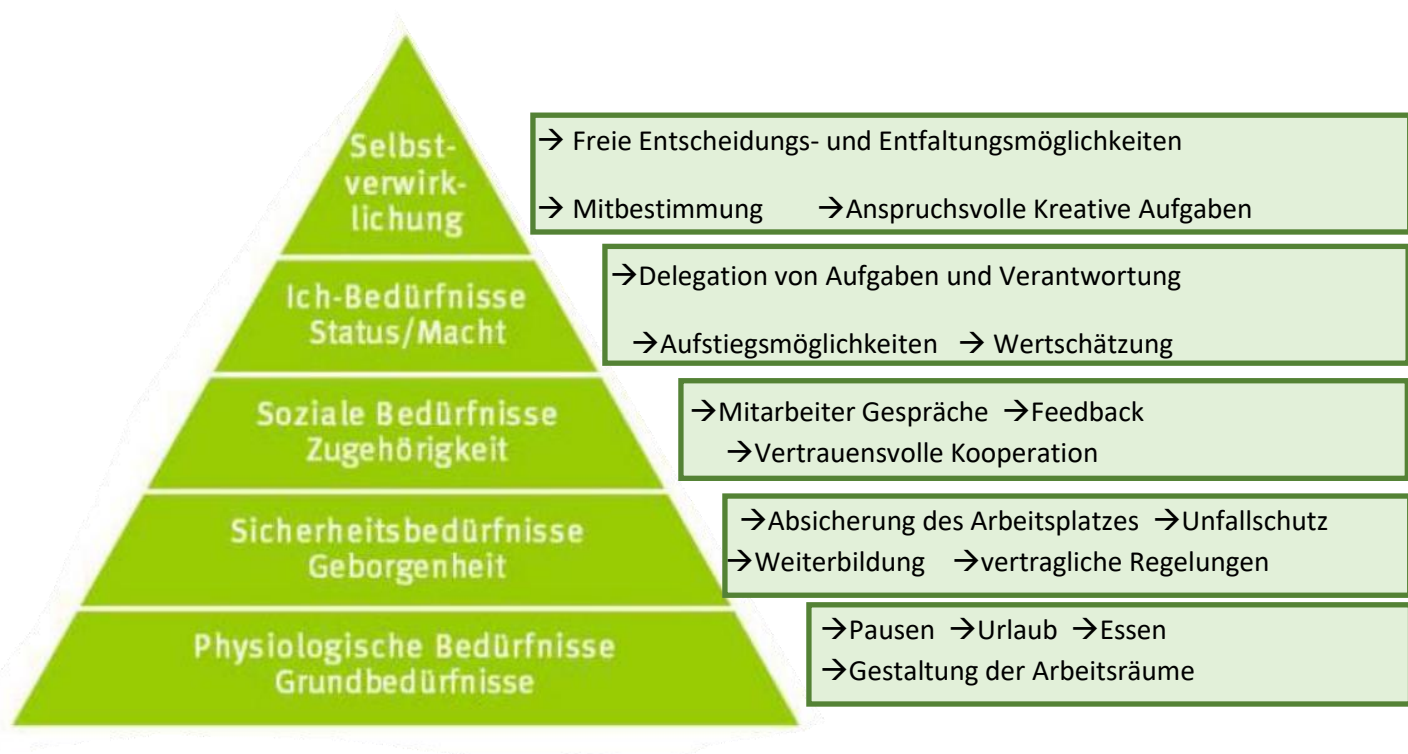 Selbst-
verwirk-
lichung
→ Freie Entscheidungs- und Entfaltungsmöglichkeiten
→ Mitbestimmung →Anspruchsvolle Kreative Aufgaben
Ich-Bedürfnisse
Status/Macht
→Delegation von Aufgaben und Verantwortung
→Aufstiegsmöglichkeiten → Wertschätzung
Soziale Bedürfnisse
Zugehörigkeit
→Mitarbeiter Gespräche →Feedback
→Vertrauensvolle Kooperation
Sicherheitsbedürfnisse
Geborgenheit
→Absicherung des Arbeitsplatzes →Unfallschutz
→Weiterbildung →vertragliche Regelungen
Physiologische Bedürfnisse
Grundbedürfnisse
→Pausen →Urlaub →Essen
→Gestaltung der Arbeitsräume